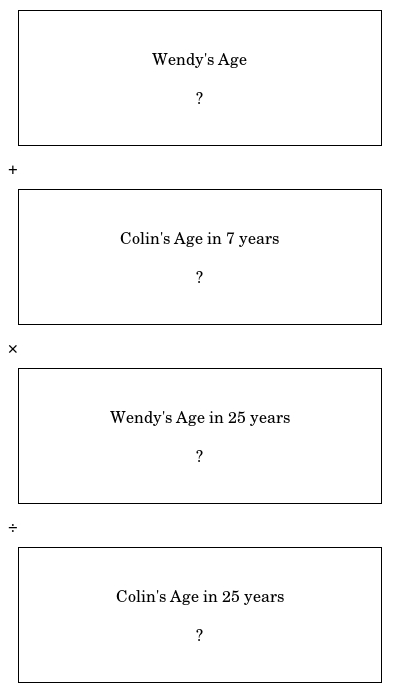 Wendy's Age
?
+
Colin's Age in 7 years
?
×
Wendy's Age in 25 years
?
÷
Colin's Age in 25 years
?